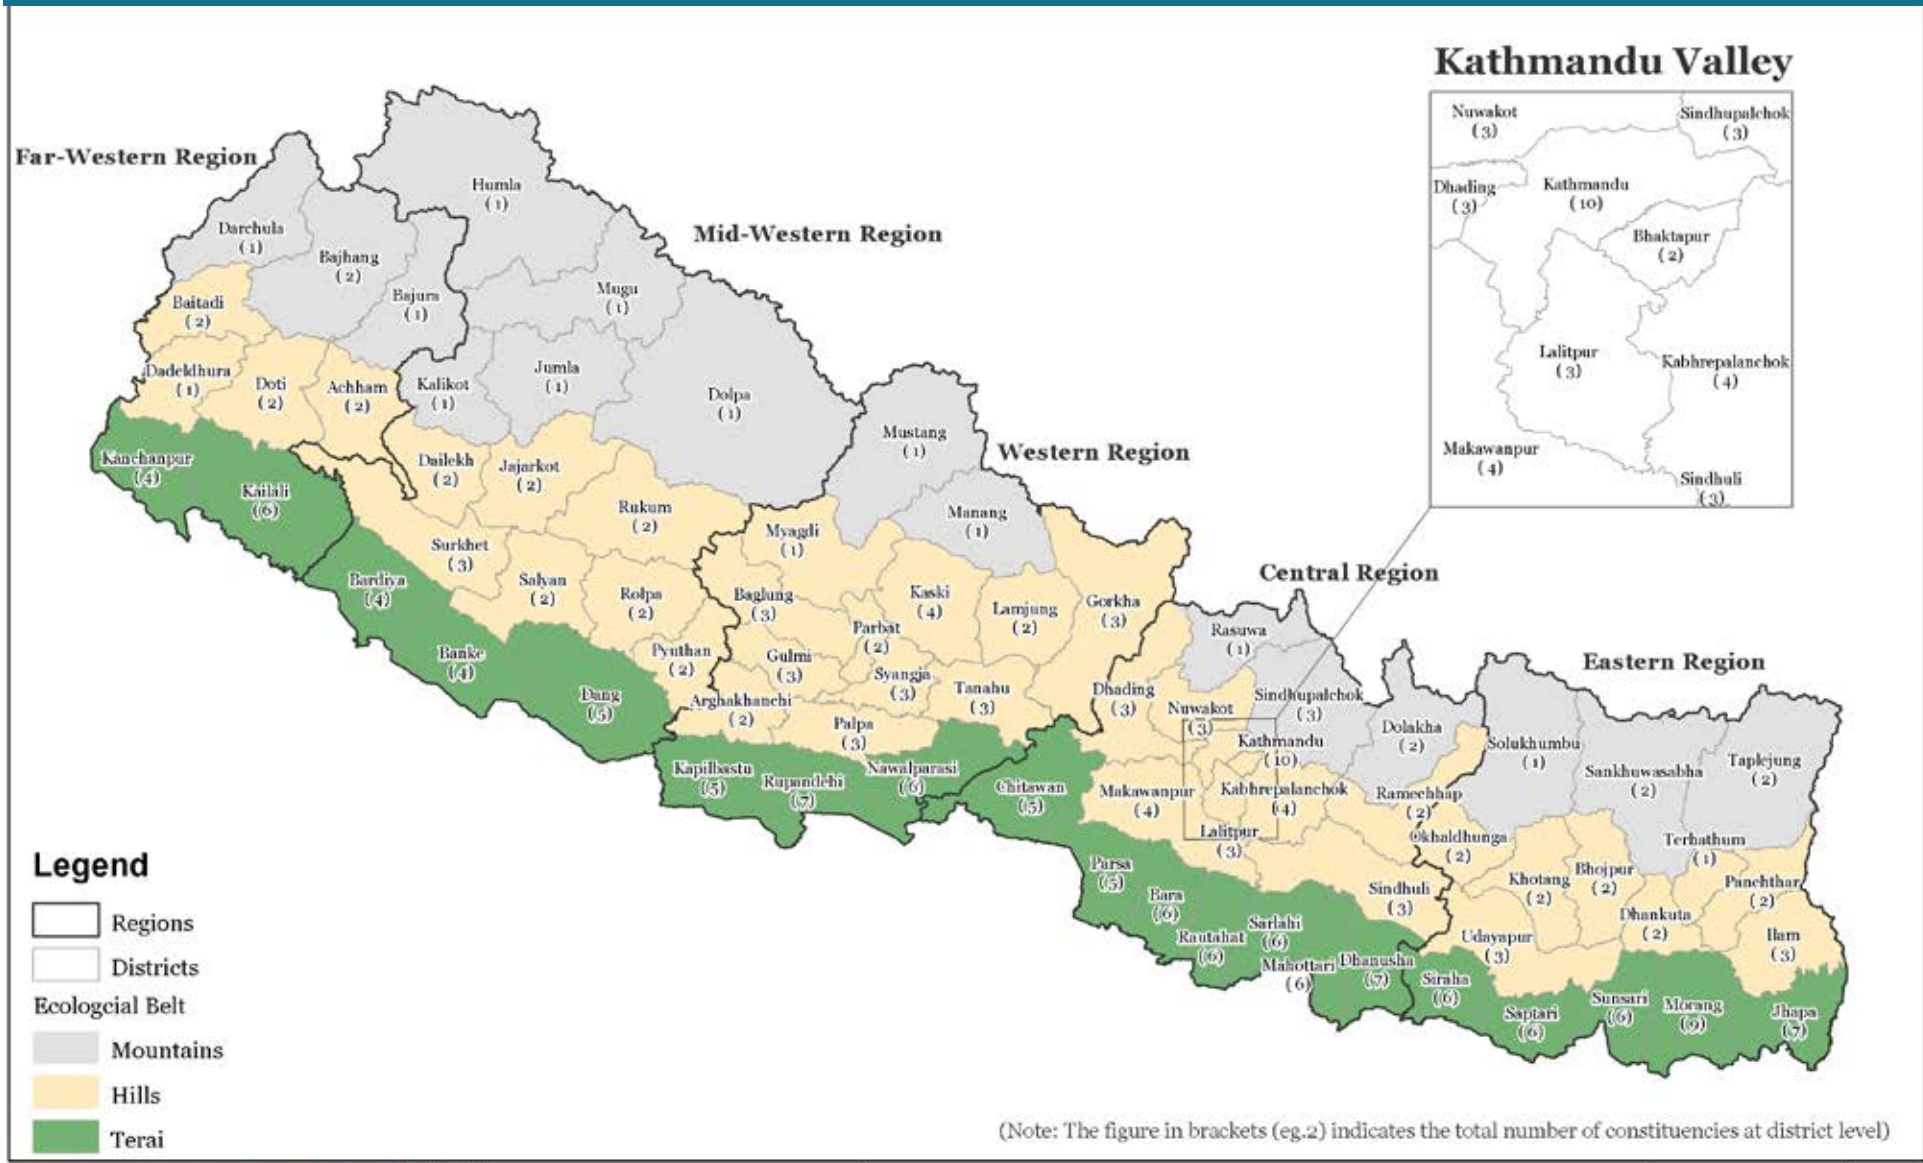 Kathmandu Valley
Nuwakot
(3)
Sindhupalchok
(3)
Dhading
(3)
Kathmandu
(10)
Bhaktapur
(2)
Lalitpur
(3)
Kabhrepalanchok
(4)
Makawanpur
(4)
Sindhuli
(3)
Far-Western Region
Darchula
(1)
Bajhang
(2)
Bajura
(1)
Baitadi
(2)
Dadeldhura
(1)
Doti
(2)
Achham
(2)
Kanchanpur
(4)
Kailali
(6)
Mid-Western Region
Humla
(1)
Mugu
(1)
Kalikot
(1)
Jumla
(1)
Dolpa
(1)
Dailekh
(2)
Jajarkot
(2)
Rukum
(2)
Surkhet
(3)
Salyan
(2)
Rolpa
(2)
Pyuthan
(2)
Bardiya
(4)
Banke
(4)
Dang
(5)
Western Region
Mustang
(1)
Manang
(1)
Myagdi
(1)
Baglung
(3)
Parbat
(2)
Kaski
(4)
Lamjung
(2)
Gorkha
(3)
Gulmi
(3)
Syangja
(3)
Tanahu
(3)
Arghakhanchi
(2)
Palpa
(3)
Kapilbastu
(5)
Rupandehi
(7)
Nawalparasi
(6)
Central Region
Rasuwa
(1)
Dhading
(3)
Nuwakot
(3)
Sindhupalchok
(3)
Dolakha
(2)
Kathmandu
(10)
Chitawan
(5)
Makawanpur
(4)
Kabhrepalanchok
(4)
Ramechhap
(2)
Lalitpur
(3)
Sindhuli
(3)
Parsa
(5)
Bara
(6)
Rautahat
(6)
Sarlahi
(6)
Mahottari
(6)
Dhanusha
(7)
Eastern Region
Solukhumbu
(1)
Sankhuwasabha
(2)
Taplejung
(2)
Okhaldhunga
(2)
Terhathum
(1)
Khotang
(2)
Bhojpur
(2)
Panchthar
(2)
Dhankuta
(2)
Udayapur
(3)
Ilam
(3)
Siraha
(6)
Saptari
(6)
Sunsari
(6)
Morang
(9)
Jhapa
(7)
Legend
Regions
Districts
Ecologcial Belt
Mountains
Hills
Terai
(Note: The figure in brackets (eg.2) indicates the total number of constituencies at district level)